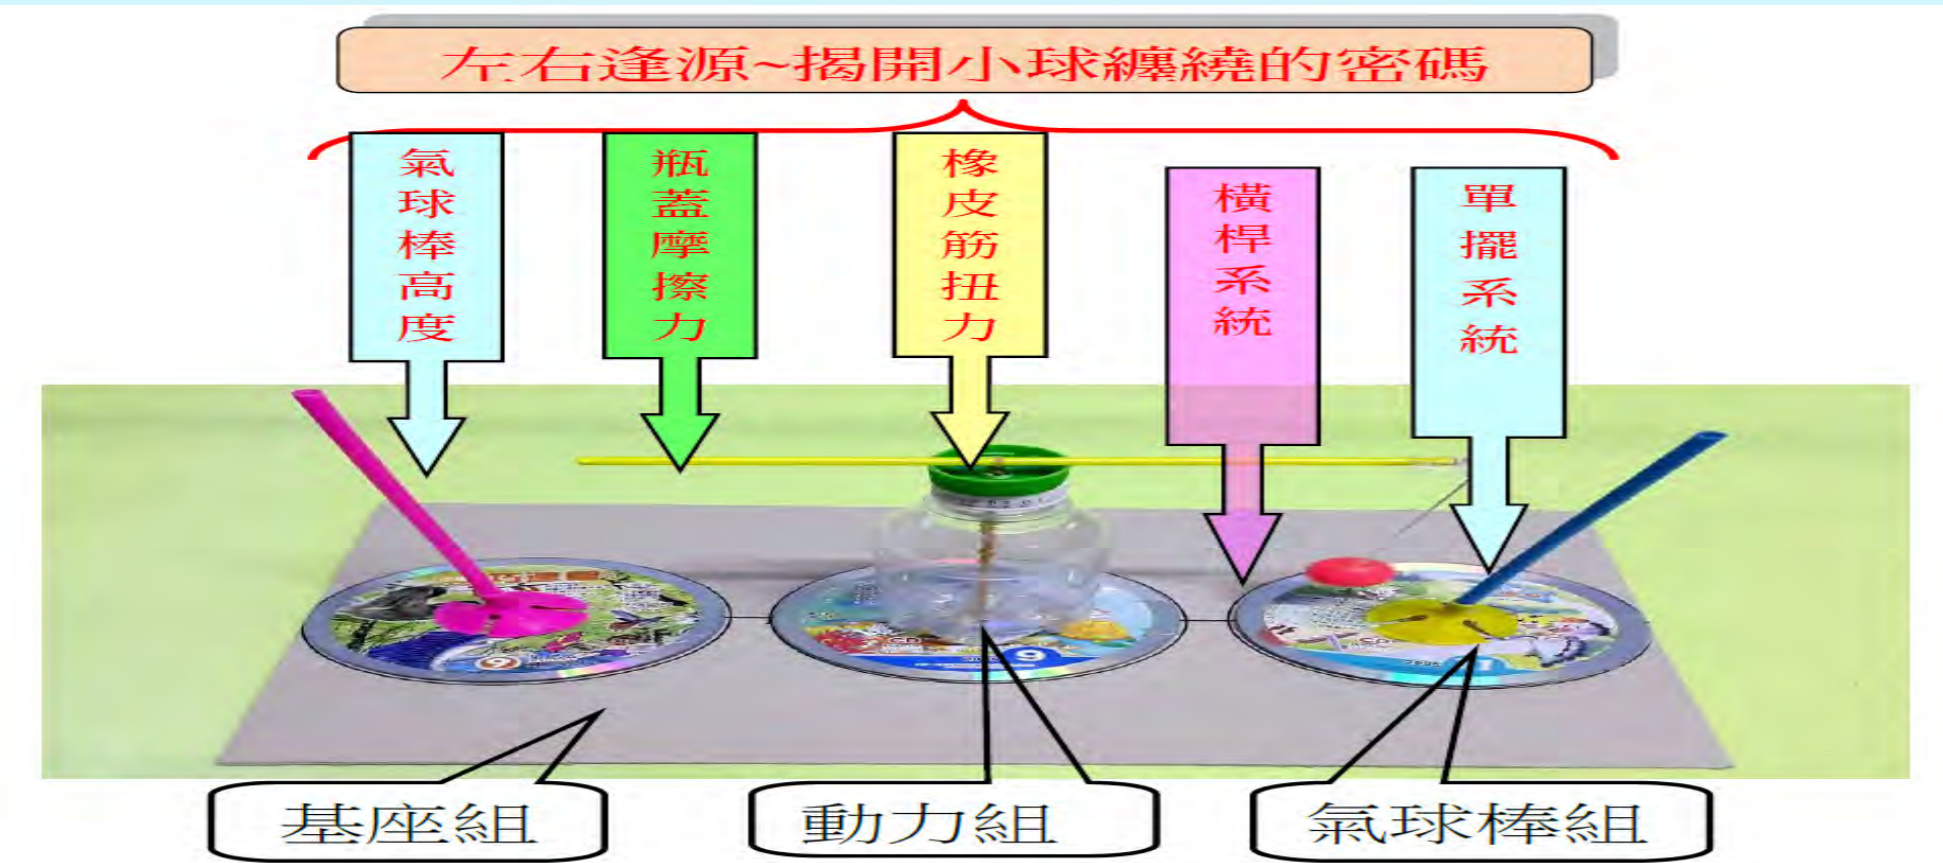 左右逢源~揭開小球纏繞的密碼
氣球棒高度
瓶蓋摩擦力
橡皮筋扭力
橫桿系統
單擺系統
基座組
動力組
氣球棒組